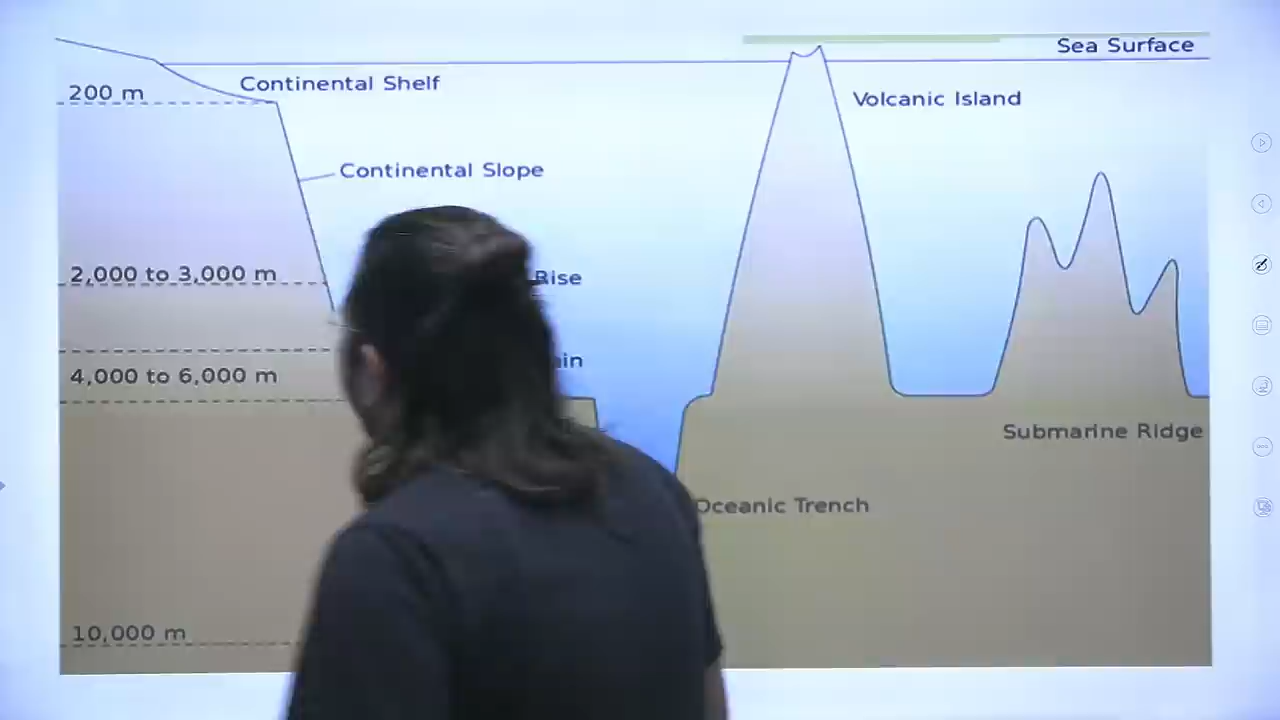 Sea Surface
Continental Shelf
200 m
Volcanic Island
Continental Slope
2,000 to 3,000 m
Rise
4,000 to 6,000 m
Submarine Ridge
Oceanic Trench
10,000 m